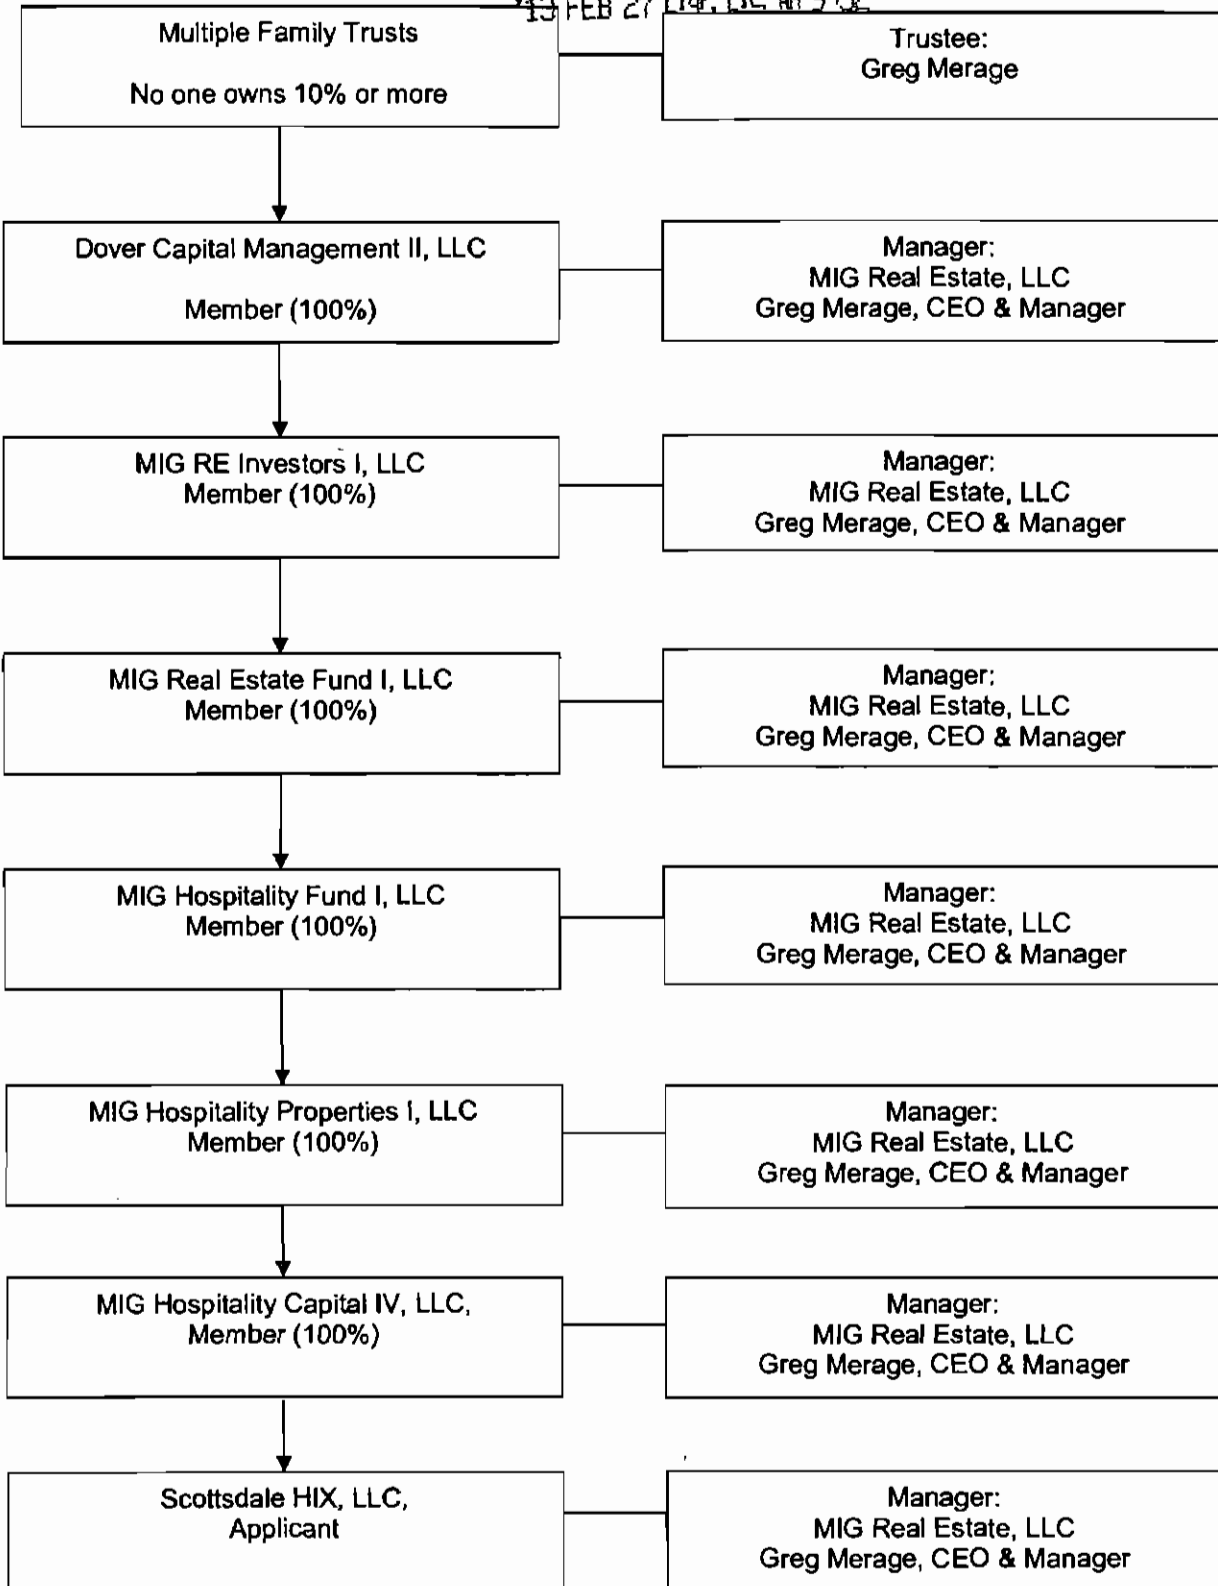 '13 FEB 27
Multiple Family Trusts
No one owns 10% or more
Trustee:
Greg Merage
Dover Capital Management II, LLC
Member (100%)
Manager:
MIG Real Estate, LLC
Greg Merage, CEO & Manager
MIG RE Investors I, LLC
Member (100%)
Manager:
MIG Real Estate, LLC
Greg Merage, CEO & Manager
MIG Real Estate Fund I, LLC
Member (100%)
Manager:
MIG Real Estate, LLC
Greg Merage, CEO & Manager
MIG Hospitality Fund I, LLC
Member (100%)
Manager:
MIG Real Estate, LLC
Greg Merage, CEO & Manager
MIG Hospitality Properties I, LLC
Member (100%)
Manager:
MIG Real Estate, LLC
Greg Merage, CEO & Manager
MIG Hospitality Capital IV, LLC,
Member (100%)
Manager:
MIG Real Estate, LLC
Greg Merage, CEO & Manager
Scottsdale HIX, LLC,
Applicant
Manager:
MIG Real Estate, LLC
Greg Merage, CEO & Manager